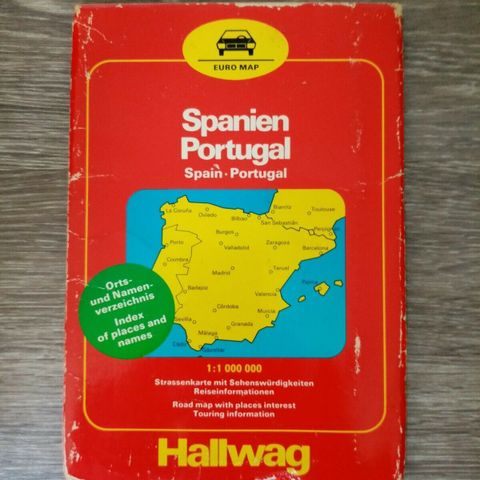 EURO MAP
Spanien
Portugal
Spain · Portugal
La Coruña
Oviedo
Bilbao
Biarritz
San Sebastián
Toulouse
Perpignan
Burgos
Porto
Valladolid
Zaragoza
Barcelona
Coimbra
Madrid
Teruel
Palma
Badajoz
Valencia
Córdoba
Murcia
Sevilla
Granada
Málaga
Cádiz
Gibraltar
Orts-
und Namen-
verzeichnis
Index
of places and
names
1:1 000 000
Strassenkarte mit Sehenswürdigkeiten
Reiseinformationen
Road map with places interest
Touring information
Hallwag